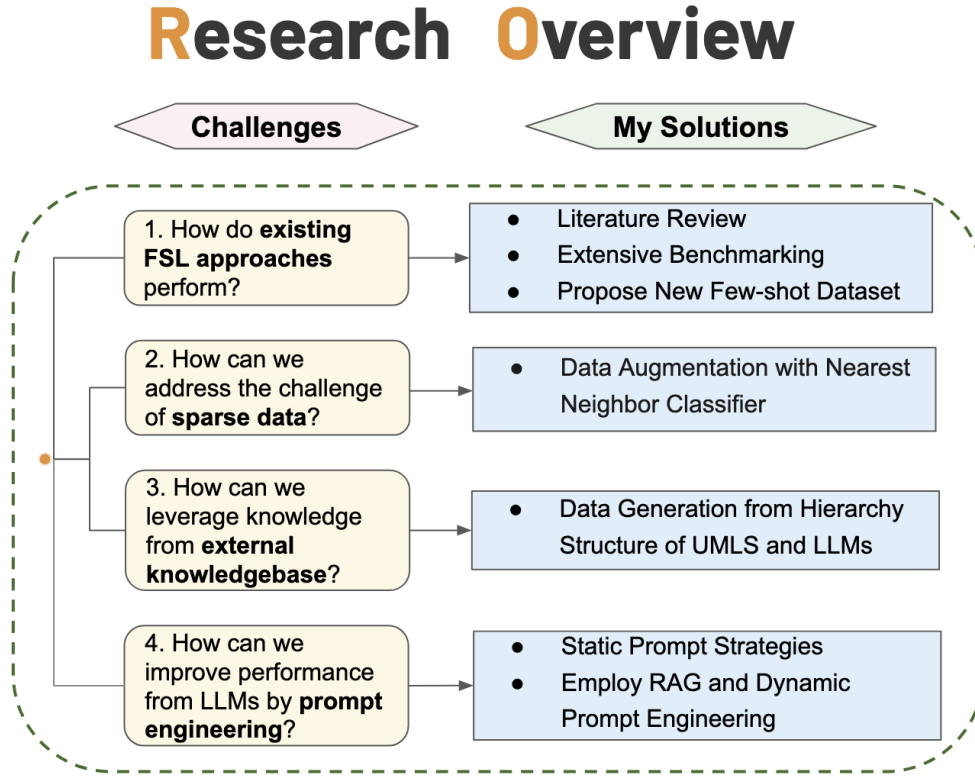 Research Overview
Challenges
My Solutions
1. How do existing
FSL approaches
perform?
● Literature Review
● Extensive Benchmarking
● Propose New Few-shot Dataset
2. How can we
address the challenge
of sparse data?
● Data Augmentation with Nearest
Neighbor Classifier
3. How can we
leverage knowledge
from external
knowledgebase?
● Data Generation from Hierarchy
Structure of UMLS and LLMs
4. How can we
improve performance
from LLMs by prompt
engineering?
● Static Prompt Strategies
● Employ RAG and Dynamic
Prompt Engineering